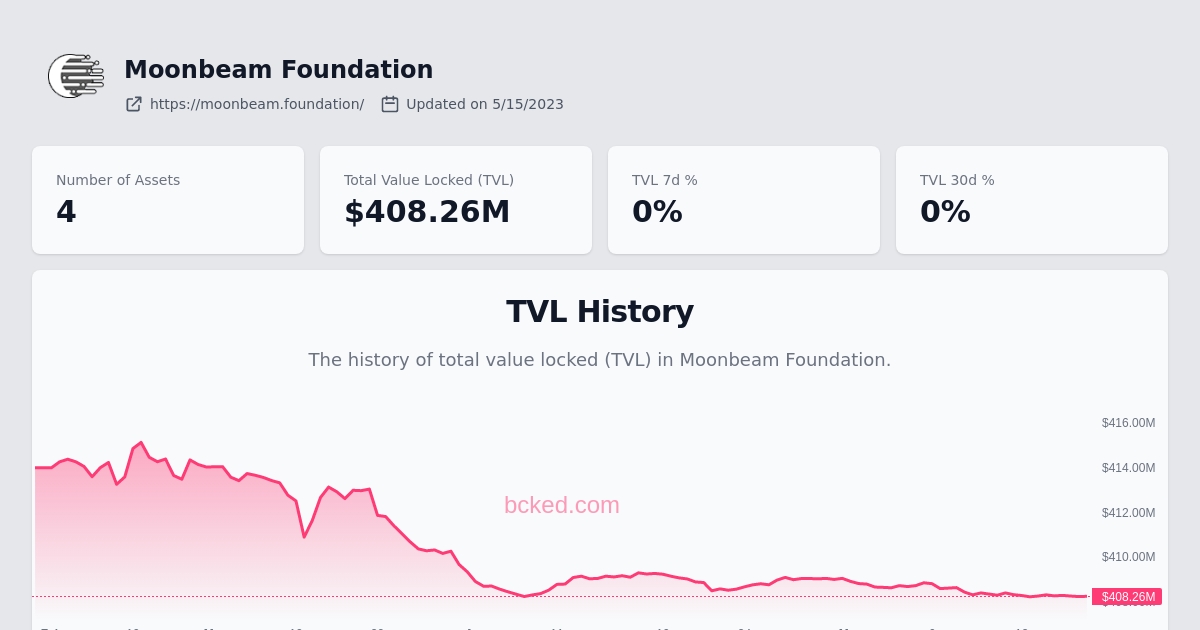 Moonbeam Foundation
https://moonbeam.foundation/ Updated on 5/15/2023
Number of Assets
4
Total Value Locked (TVL)
$408.26M
TVL 7d %
0%
TVL 30d %
0%
TVL History
The history of total value locked (TVL) in Moonbeam Foundation.
$416.00M
$414.00M
bcked.com
$412.00M
$410.00M
$408.26M